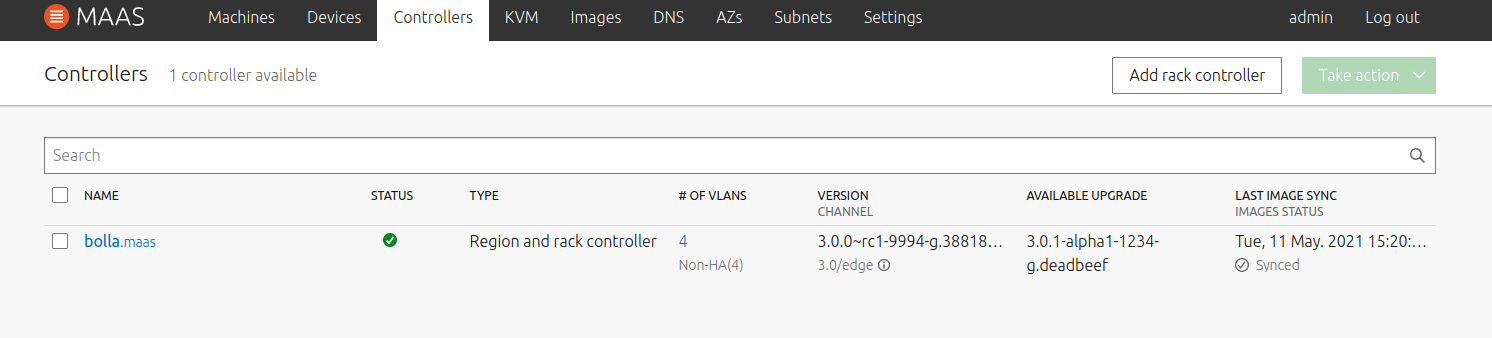 MAAS Machines Devices Controllers KVM Images DNS AZs Subnets Settings admin Log out
Controllers 1 controller available Add rack controller Take action
Search
NAME STATUS TYPE # OF VLANS VERSION AVAILABLE UPGRADE LAST IMAGE SYNC
CHANNEL IMAGES STATUS
bolla.maas Region and rack controller 4 3.0.0~rc1-9994-g.38818... 3.0.1-alpha1-1234- Tue, 11 May. 2021 15:20:...
Non-HA(4) 3.0/edge g.deadbeef Synced